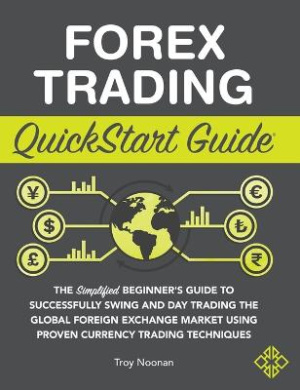 FOREX
TRADING
QuickStart Guide®
¥
€
$
₺
£
₹
THE Simplified BEGINNER'S GUIDE TO
SUCCESSFULLY SWING AND DAY TRADING THE
GLOBAL FOREIGN EXCHANGE MARKET USING
PROVEN CURRENCY TRADING TECHNIQUES
Troy Noonan